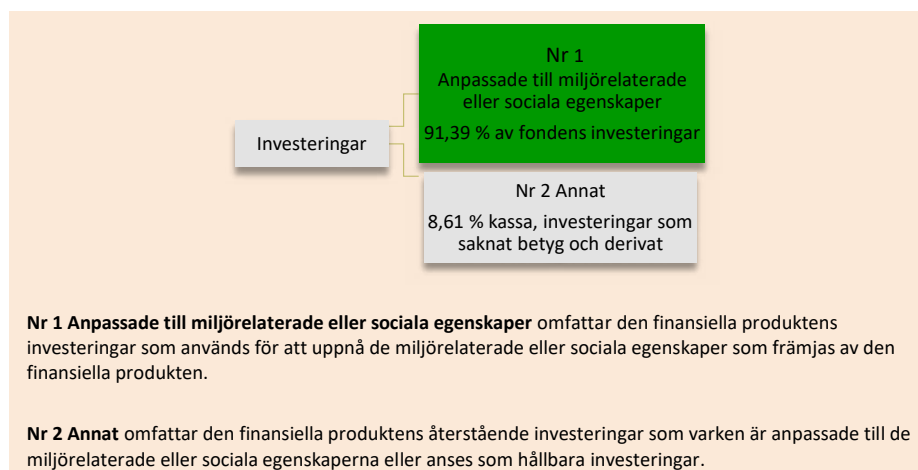 Nr 1
Anpassade till miljörelaterade
eller sociala egenskaper
91,39 % av fondens investeringar
Investeringar
Nr 2 Annat
8,61 % kassa, investeringar som
saknat betyg och derivat
Nr 1 Anpassade till miljörelaterade eller sociala egenskaper omfattar den finansiella produktens
investeringar som används för att uppnå de miljörelaterade eller sociala egenskaper som främjas av den
finansiella produkten.
Nr 2 Annat omfattar den finansiella produktens återstående investeringar som varken är anpassade till de
miljörelaterade eller sociala egenskaperna eller anses som hållbara investeringar.